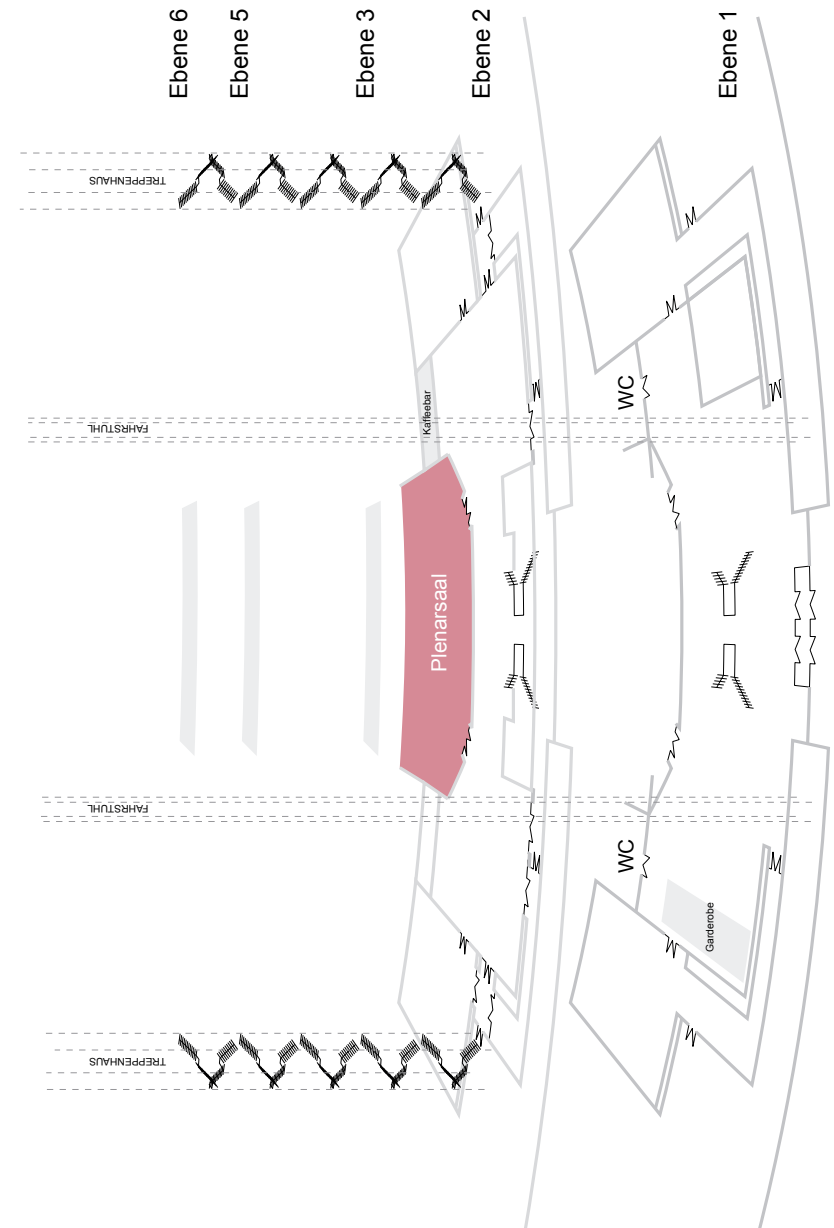 TREPPENHAUS
FAHRSTUHL
FAHRSTUHL
TREPPENHAUS
Ebene 6
Ebene 5
Ebene 3
Plenarsaal
Kaffeebar
Ebene 2
WC
WC
Garderobe
Ebene 1